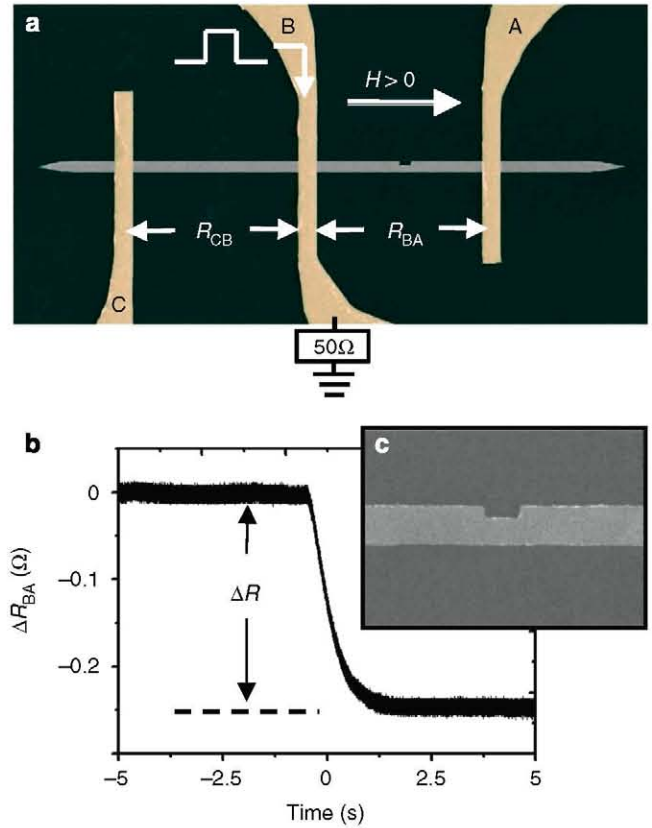 a
B
A
H > 0
R_CB
R_BA
C
50Ω
b
c
0
−0.1
−0.2
ΔR_BA (Ω)
ΔR
−5
−2.5
0
2.5
5
Time (s)